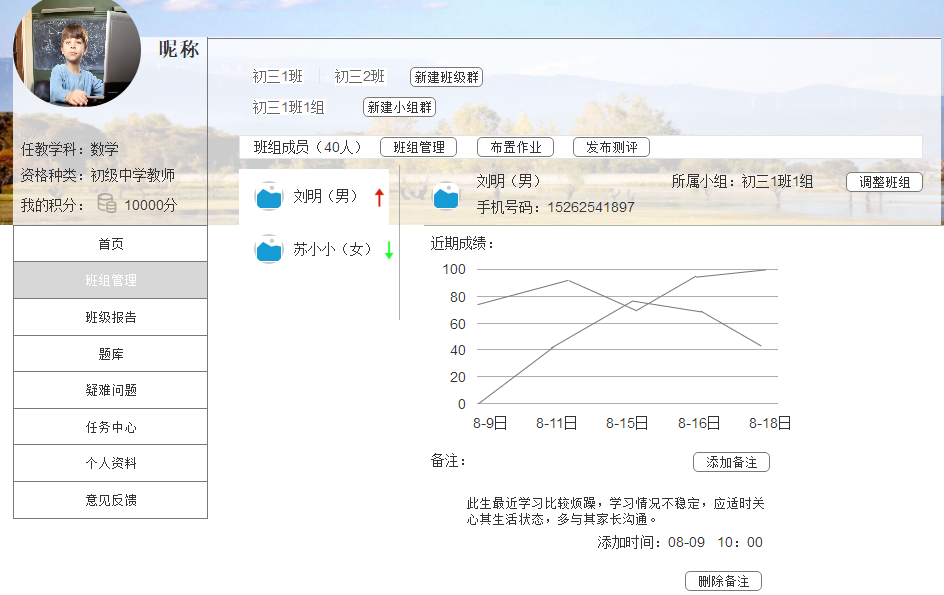 昵称
任教学科：数学
资格种类：初级中学教师
我的积分： 10000分
首页
班组管理
班级报告
题库
疑难问题
任务中心
个人资料
意见反馈
初三1班 初三2班 新建班级群
初三1班1组 新建小组群
班组成员（40人） 班组管理 布置作业 发布测评
刘明（男）
苏小小（女）
刘明（男） 所属小组：初三1班1组 调整班组
手机号码：15262541897
近期成绩：
100
80
60
40
20
0
8-9日 8-11日 8-15日 8-16日 8-18日
备注： 添加备注
此生最近学习比较烦躁，学习情况不稳定，应适时关
心其生活状态，多与其家长沟通。
添加时间：08-09 10：00
删除备注